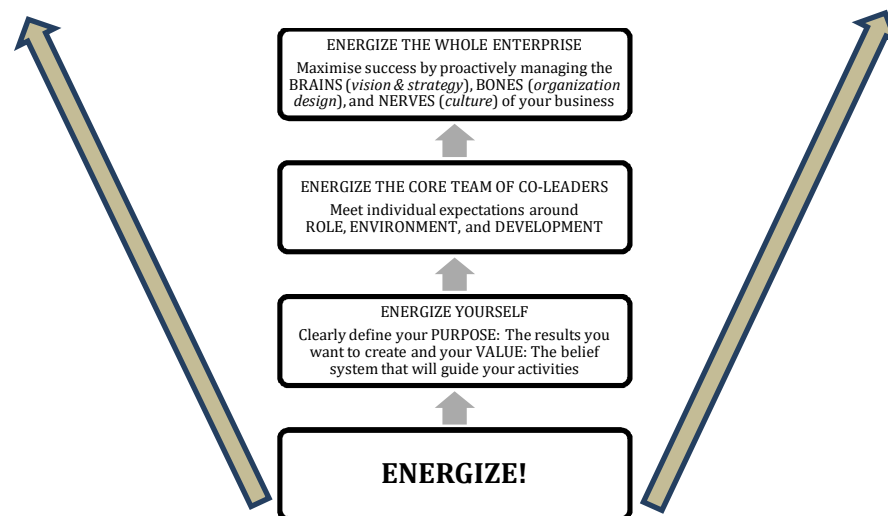 ENERGIZE THE WHOLE ENTERPRISE
Maximise success by proactively managing the
BRAINS (vision & strategy), BONES (organization
design), and NERVES (culture) of your business
ENERGIZE THE CORE TEAM OF CO-LEADERS
Meet individual expectations around
ROLE, ENVIRONMENT, and DEVELOPMENT
ENERGIZE YOURSELF
Clearly define your PURPOSE: The results you
want to create and your VALUE: The belief
system that will guide your activities
ENERGIZE!